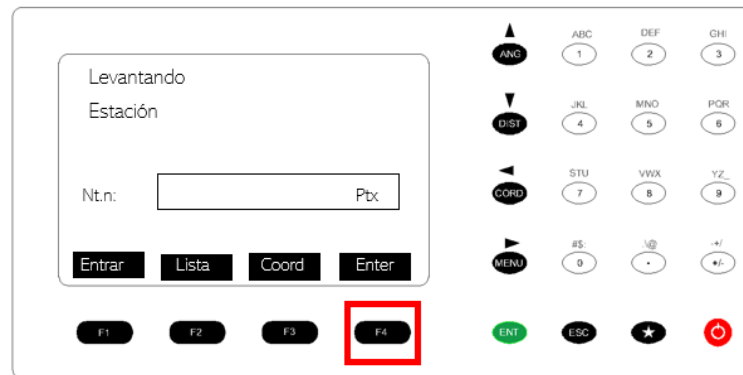 Levantando
Estación
Nt.n: Ptx
Entrar Lista Coord Enter
F1 F2 F3 F4
ABC DEF GHI
ANG 1 2 3
JKL MNO PQR
DIST 4 5 6
STU VWX YZ_
CORD 7 8 9
#$: .\@ .+/
MENU 0 . +/-
ENT ESC ★